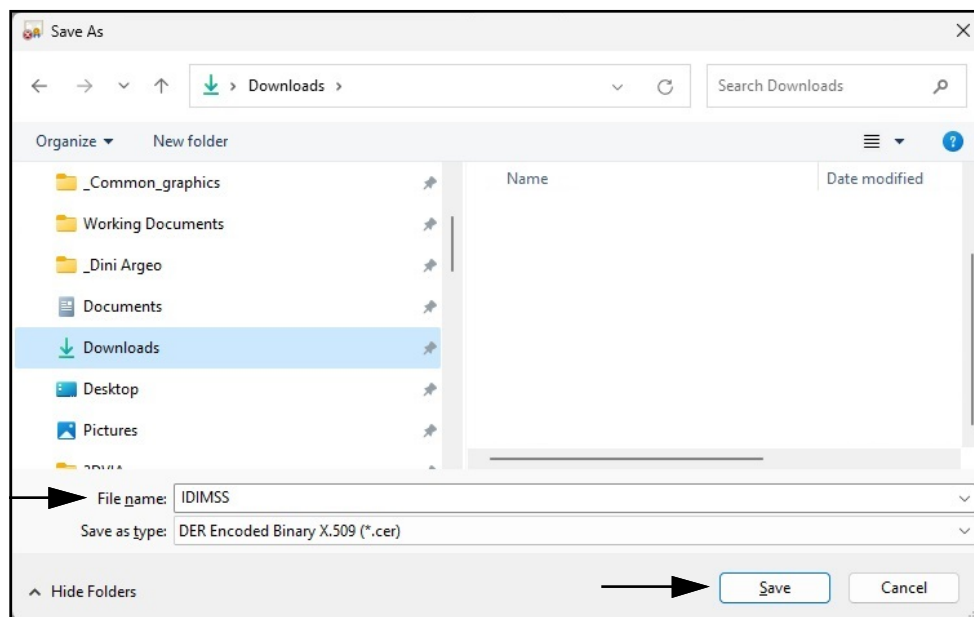 Save As
Downloads
Search Downloads
Organize
New folder
?
_Common_graphics
Working Documents
_Dini Argeo
Documents
Downloads
Desktop
Pictures
Name
Date modified
File name: IDIMSS
Save as type: DER Encoded Binary X.509 (*.cer)
Hide Folders
Save
Cancel